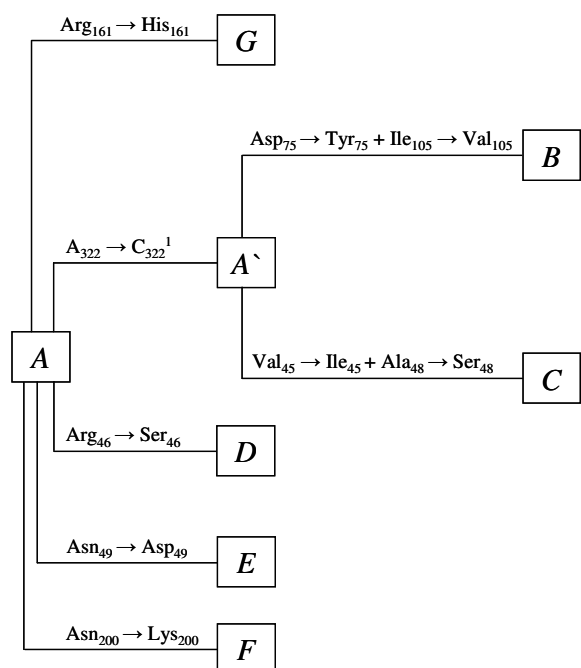 Arg₁₆₁ → His₁₆₁
G
Asp₇₅ → Tyr₇₅ + Ile₁₀₅ → Val₁₀₅
B
A₃₂₂ → C₃₂₂¹
A`
A
Val₄₅ → Ile₄₅ + Ala₄₈ → Ser₄₈
C
Arg₄₆ → Ser₄₆
D
Asn₄₉ → Asp₄₉
E
Asn₂₀₀ → Lys₂₀₀
F